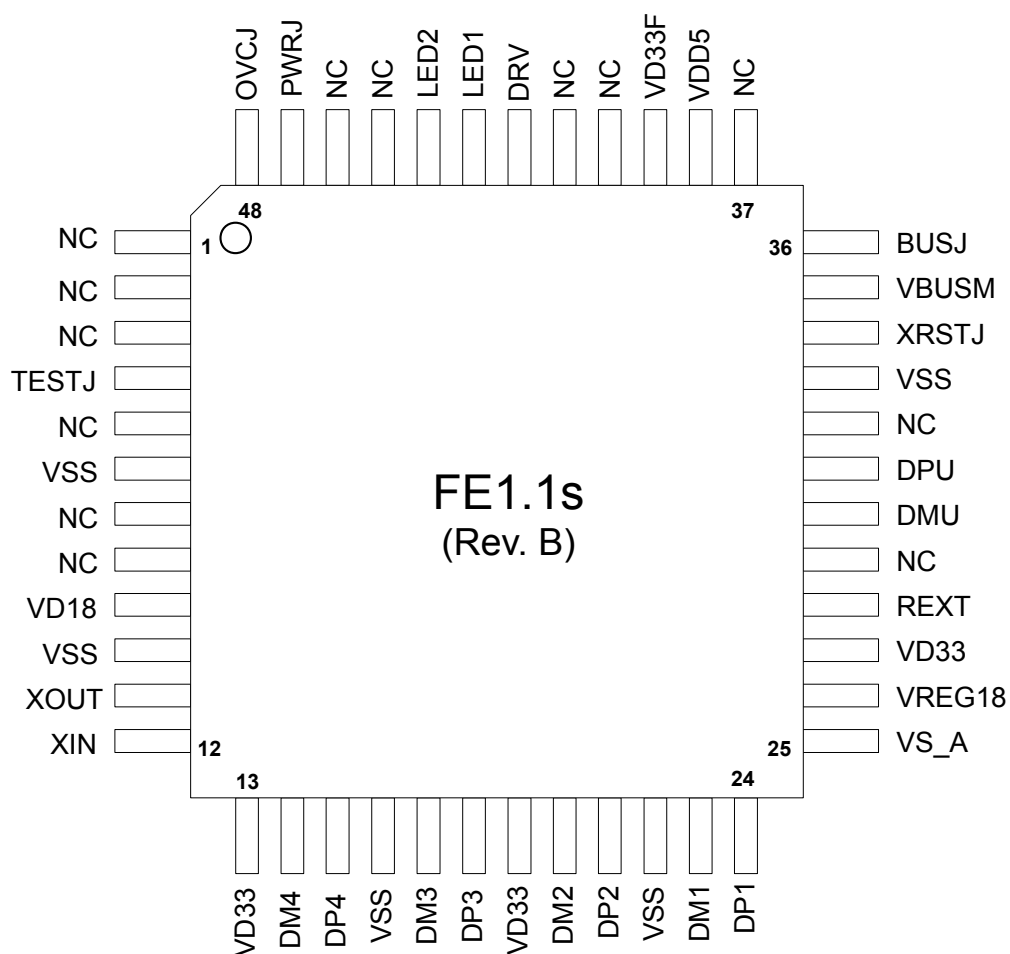 OVCJ
PWRJ
NC
NC
LED2
LED1
DRV
NC
NC
VD33F
VDD5
NC
48
37
NC
1
36
BUSJ
NC
VBUSM
NC
XRSTJ
TESTJ
VSS
NC
NC
VSS
DPU
FE1.1s
NC
DMU
(Rev. B)
NC
NC
VD18
REXT
VSS
VD33
XOUT
VREG18
XIN
12
25
VS_A
13
24
VD33
DM4
DP4
VSS
DM3
DP3
VD33
DM2
DP2
VSS
DM1
DP1